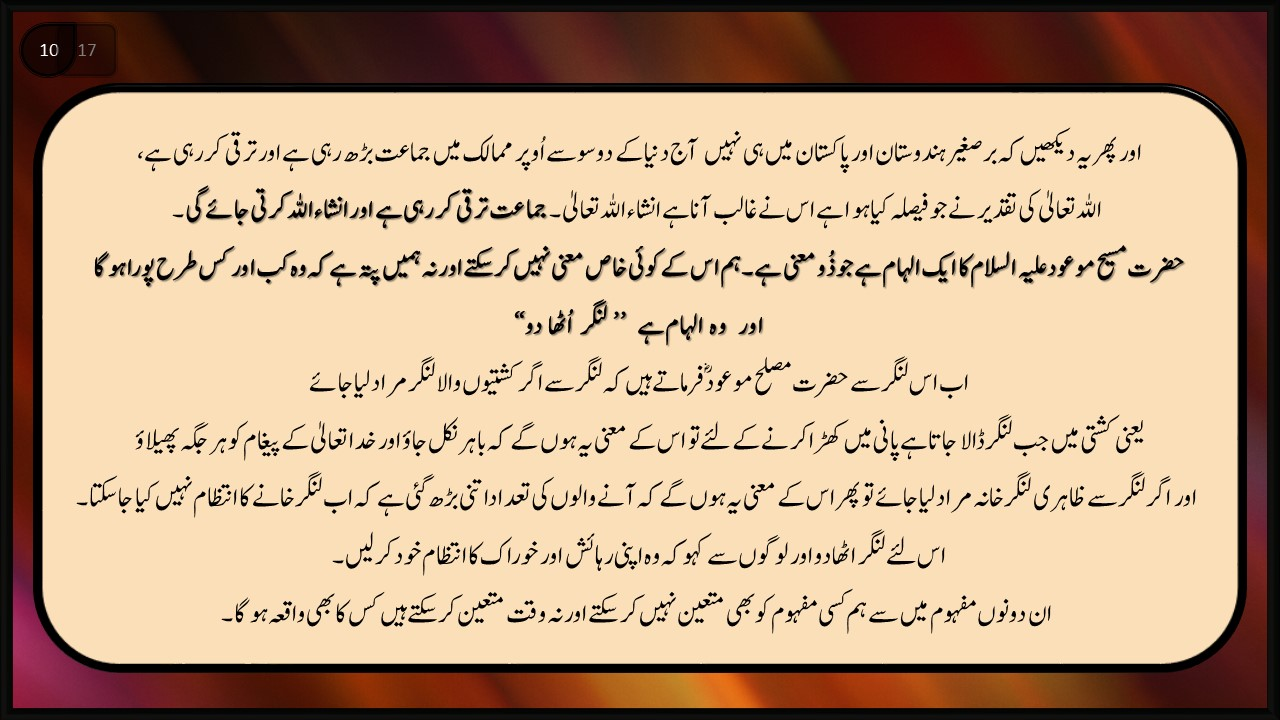 10 17
اور پھر یہ دیکھیں کہ برصغیر ہندوستان اور پاکستان میں ہی نہیں آج دنیا کے دو سو سے اُوپر ممالک میں جماعت بڑھ رہی ہے اور ترقی کر رہی ہے،
اللہ تعالیٰ کی تقدیر نے جو فیصلہ کیا ہوا ہے اس نے غالب آنا ہے انشاء اللہ تعالیٰ۔ جماعت ترقی کر رہی ہے اور انشاء اللہ کرتی جائے گی۔
حضرت مسیح موعود علیہ السلام کا ایک الہام ہے جو ذُو معنی ہے۔ ہم اس کے کوئی خاص معنی نہیں کر سکتے اور نہ ہمیں پتہ ہے کہ وہ کب اور کس طرح پورا ہو گا
اور وہ الہام ہے ’’لنگر اُٹھا دو‘‘
اب اس لنگر سے حضرت مصلح موعودؓ فرماتے ہیں کہ لنگر سے اگر کشتیوں والا لنگر مراد لیا جائے
یعنی کشتی میں جب لنگر ڈالا جاتا ہے پانی میں کھڑا کرنے کے لئے تو اس کے معنی یہ ہوں گے کہ باہر نکل جاؤ اور خدا تعالیٰ کے پیغام کو ہر جگہ پھیلاؤ
اور اگر لنگر سے ظاہری لنگر خانہ مراد لیا جائے تو پھر اس کے معنی یہ ہوں گے کہ آنے والوں کی تعداد اتنی بڑھ گئی ہے کہ اب لنگر خانے کا انتظام نہیں کیا جا سکتا۔
اس لئے لنگر اٹھا دو اور لوگوں سے کہو کہ وہ اپنی رہائش اور خوراک کا انتظام خود کر لیں۔
ان دونوں مفہوم میں سے ہم کسی مفہوم کو بھی متعین نہیں کر سکتے اور نہ وقت متعین کر سکتے ہیں کس کا بھی واقعہ ہو گا۔